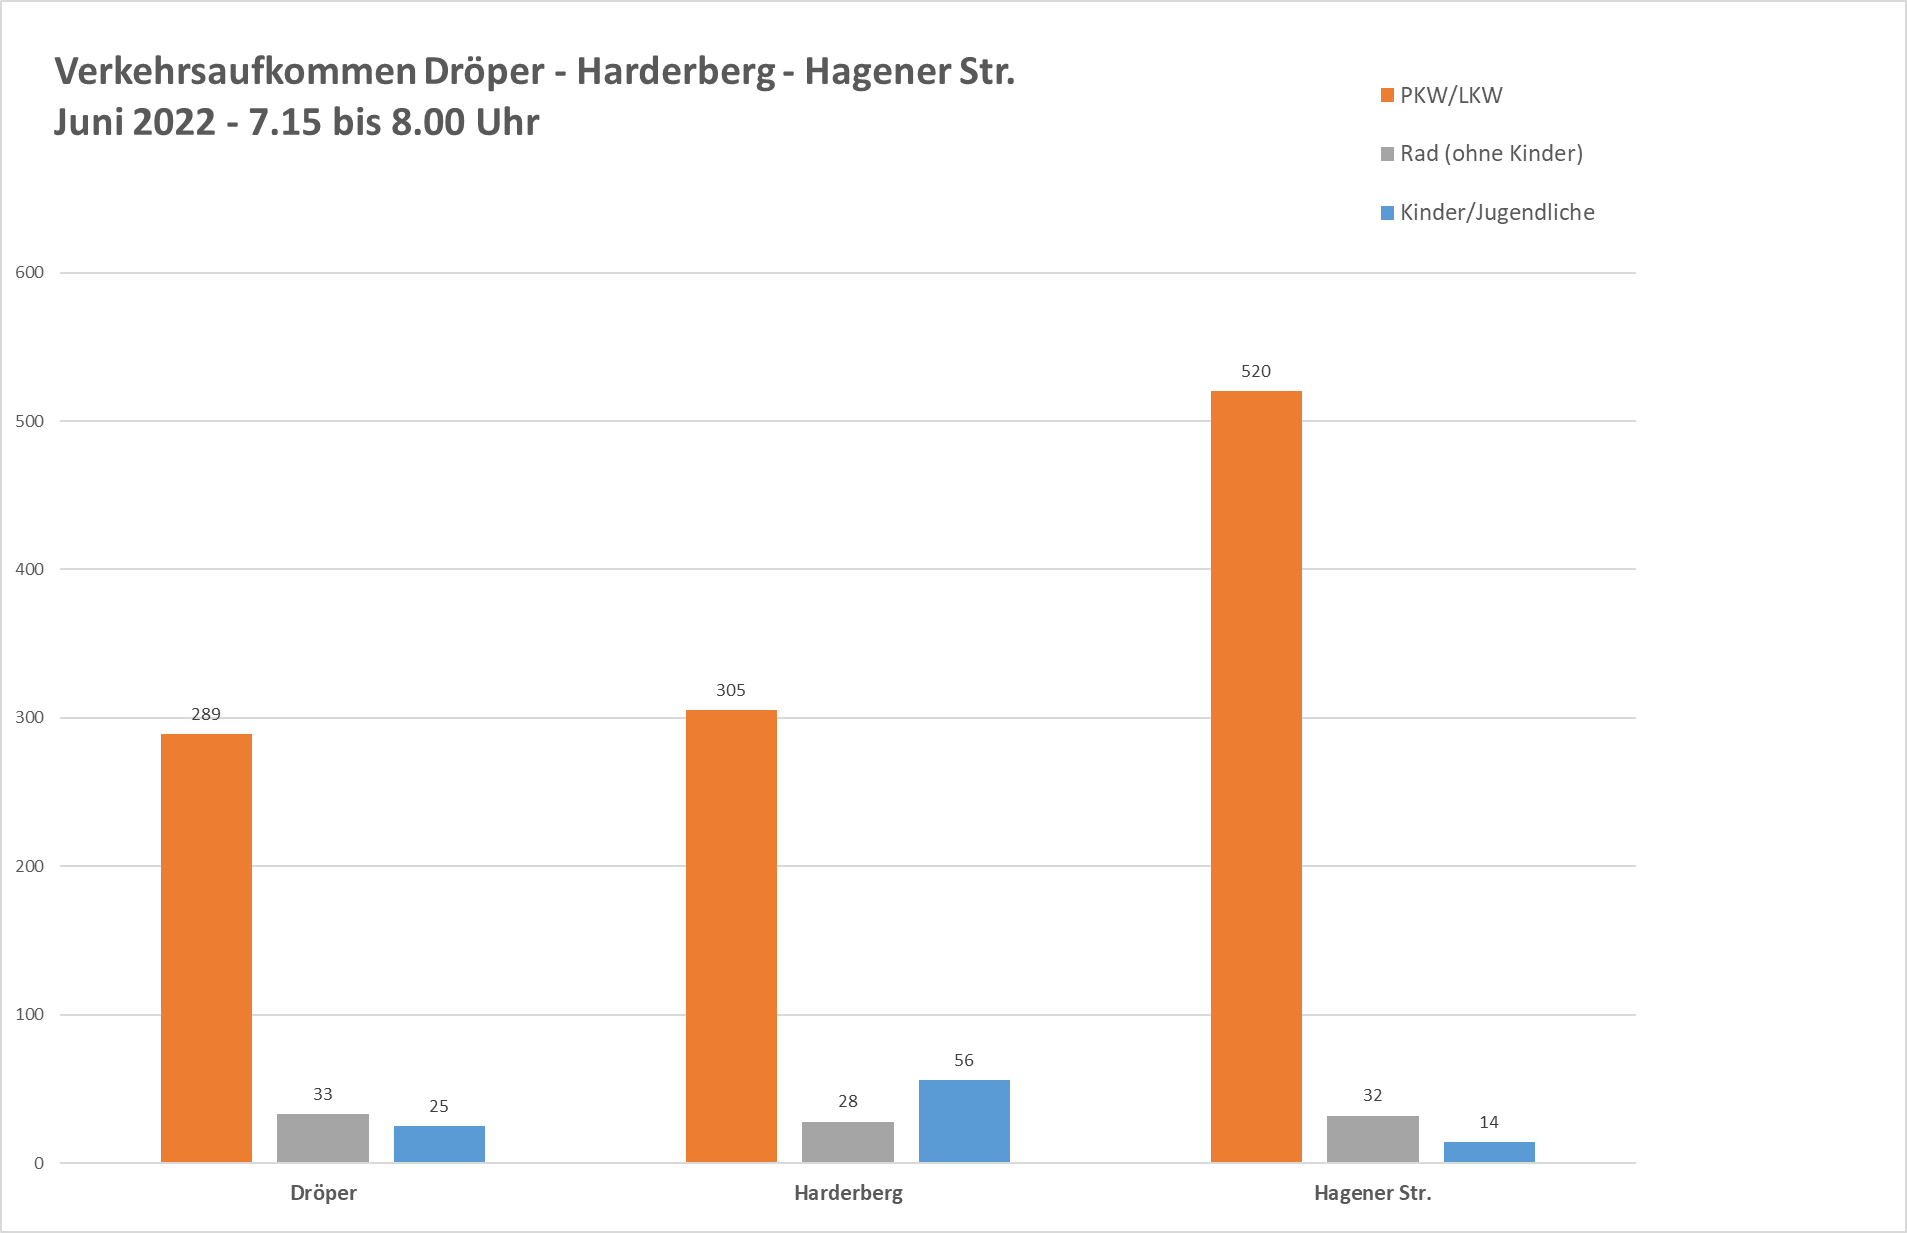 Verkehrsaufkommen Dröper - Harderberg - Hagener Str.
Juni 2022 - 7.15 bis 8.00 Uhr
PKW/LKW
Rad (ohne Kinder)
Kinder/Jugendliche
600
500
400
300
200
100
0
289
33
25
305
28
56
520
32
14
Dröper
Harderberg
Hagener Str.